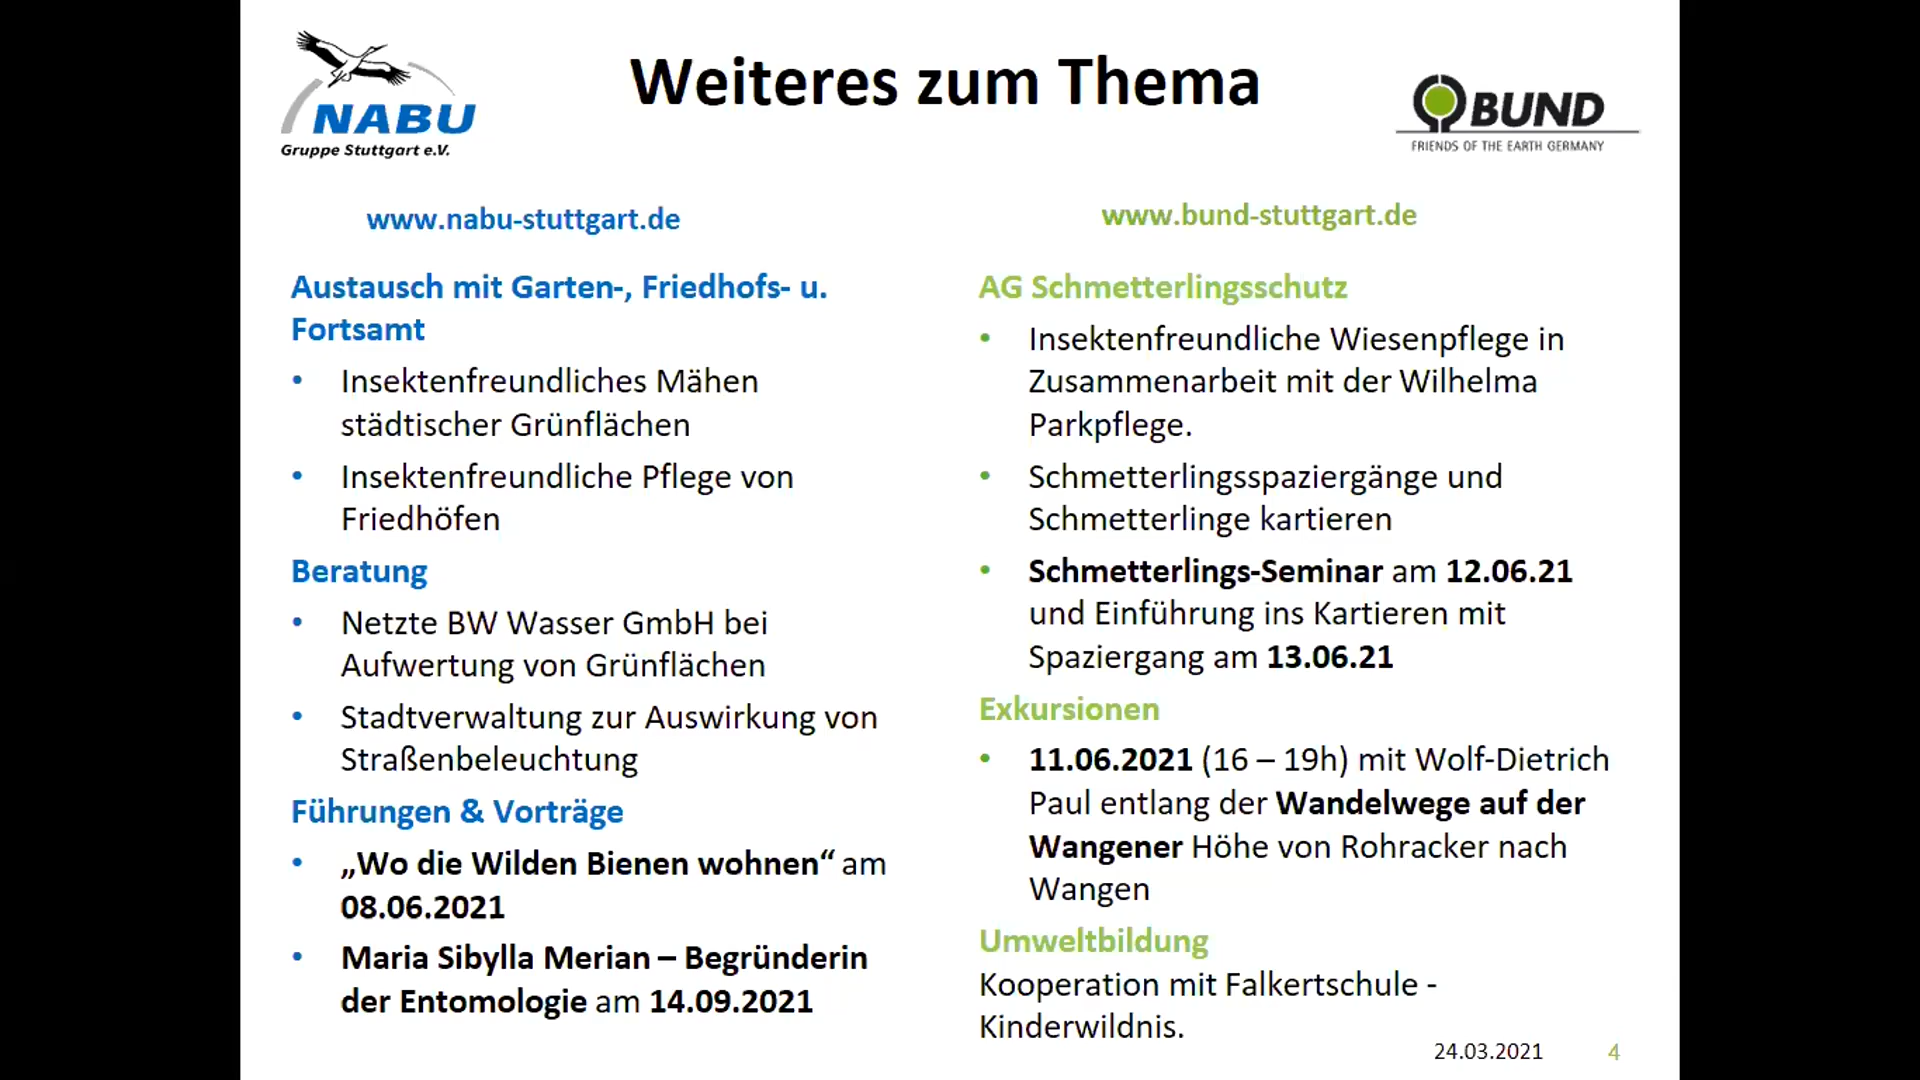 NABU
Gruppe Stuttgart e.V.
Weiteres zum Thema
BUND
FRIENDS OF THE EARTH GERMANY
www.nabu-stuttgart.de
Austausch mit Garten-, Friedhofs- u.
Fortsamt
• Insektenfreundliches Mähen
städtischer Grünflächen
• Insektenfreundliche Pflege von
Friedhöfen
Beratung
• Netzte BW Wasser GmbH bei
Aufwertung von Grünflächen
• Stadtverwaltung zur Auswirkung von
Straßenbeleuchtung
Führungen & Vorträge
• „Wo die Wilden Bienen wohnen“ am
08.06.2021
• Maria Sibylla Merian – Begründerin
der Entomologie am 14.09.2021
www.bund-stuttgart.de
AG Schmetterlingsschutz
• Insektenfreundliche Wiesenpflege in
Zusammenarbeit mit der Wilhelma
Parkpflege.
• Schmetterlingsspaziergänge und
Schmetterlinge kartieren
• Schmetterlings-Seminar am 12.06.21
und Einführung ins Kartieren mit
Spaziergang am 13.06.21
Exkursionen
• 11.06.2021 (16 – 19h) mit Wolf-Dietrich
Paul entlang der Wandelwege auf der
Wangener Höhe von Rohracker nach
Wangen
Umweltbildung
Kooperation mit Falkertschule -
Kinderwildnis.
24.03.2021
4